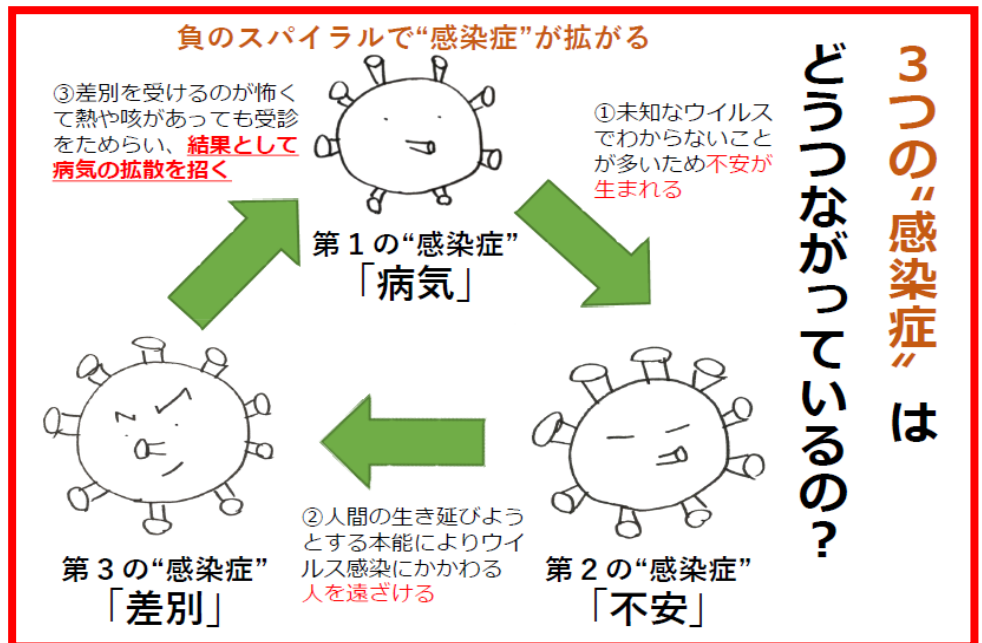 ３つの“感染症”は
どうつながっているの？
負のスパイラルで“感染症”が拡がる
①未知なウイルス
でわからないこと
が多いため不安が
生まれる
③差別を受けるのが怖く
て熱や咳があっても受診
をためらい、結果として
病気の拡散を招く
第１の“感染症”
「病気」
②人間の生き延びよう
とする本能によりウイ
ルス感染にかかわる
人を遠ざける
第２の“感染症”
「不安」
第３の“感染症”
「差別」